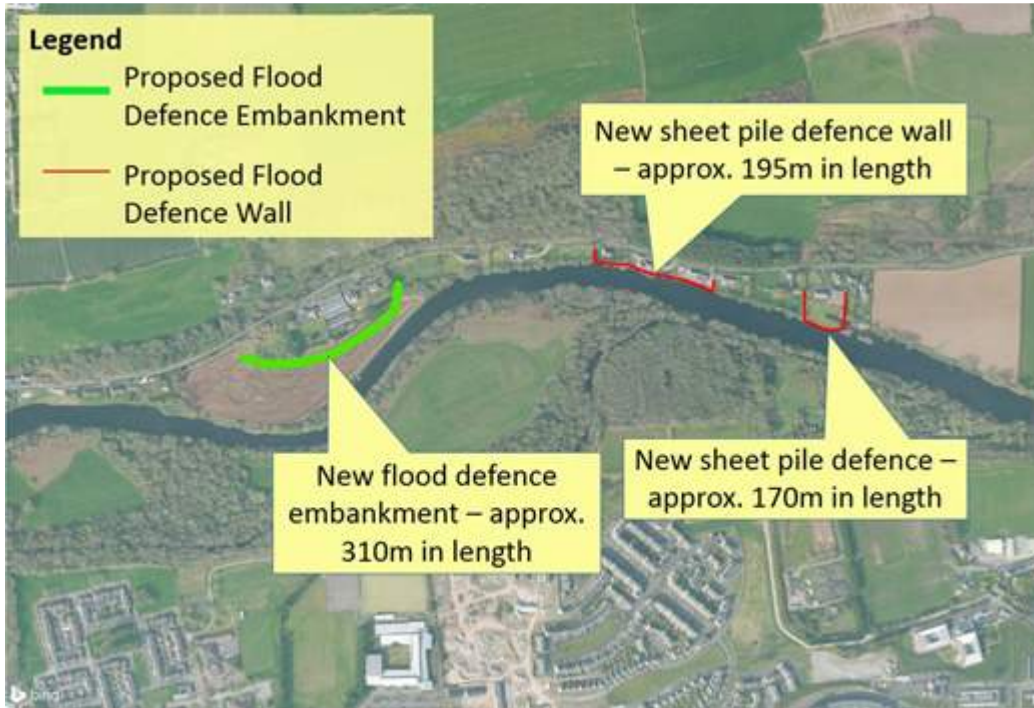 Legend
Proposed Flood
Defence Embankment
Proposed Flood
Defence Wall
New sheet pile defence wall
– approx. 195m in length
New flood defence
embankment – approx.
310m in length
New sheet pile defence –
approx. 170m in length
bing